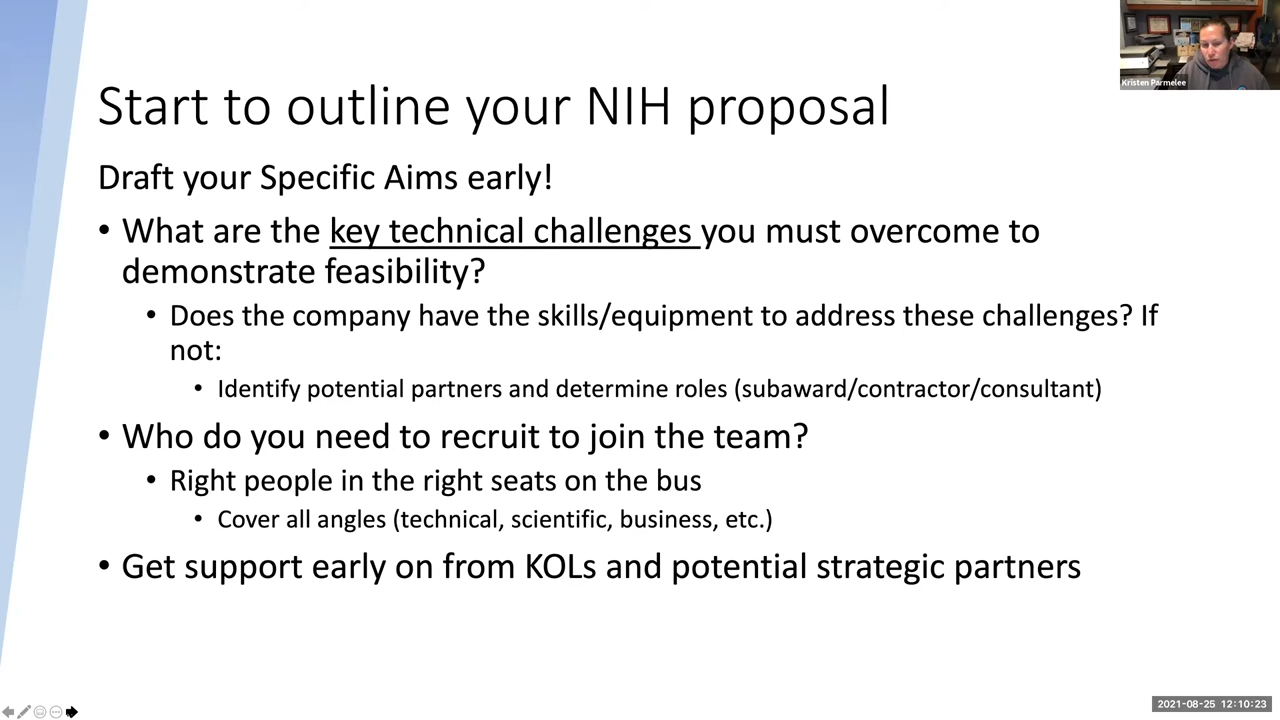 Kristen Parmelee
Start to outline your NIH proposal
Draft your Specific Aims early!
• What are the key technical challenges you must overcome to
demonstrate feasibility?
• Does the company have the skills/equipment to address these challenges? If
not:
• Identify potential partners and determine roles (subaward/contractor/consultant)
• Who do you need to recruit to join the team?
• Right people in the right seats on the bus
• Cover all angles (technical, scientific, business, etc.)
• Get support early on from KOLs and potential strategic partners
2021-08-25 12:10:23